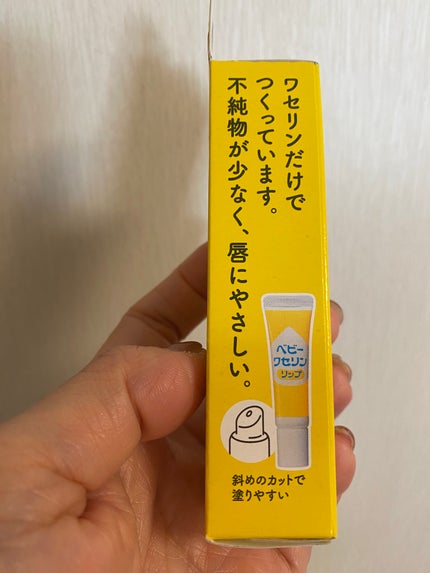 ワセリンだけで
つくっています。
不純物が少なく、唇にやさしい。
ベビー
ワセリン
リップ
斜めのカットで
塗りやすい